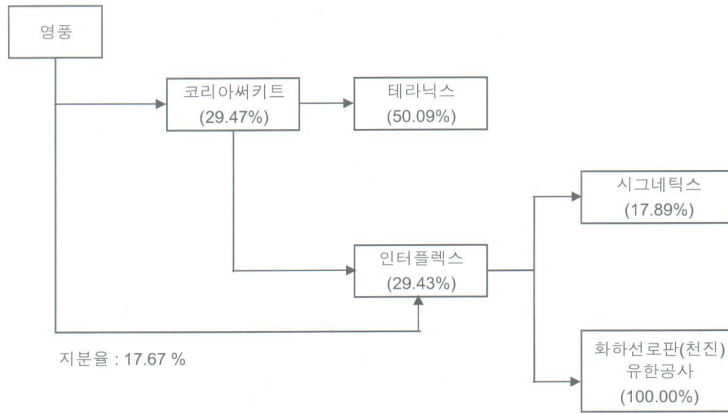 영풍
코리아써키트
(29.47%)
테라닉스
(50.09%)
시그네틱스
(17.89%)
인터플렉스
(29.43%)
지분율 : 17.67 %
화하선로판(천진)
유한공사
(100.00%)